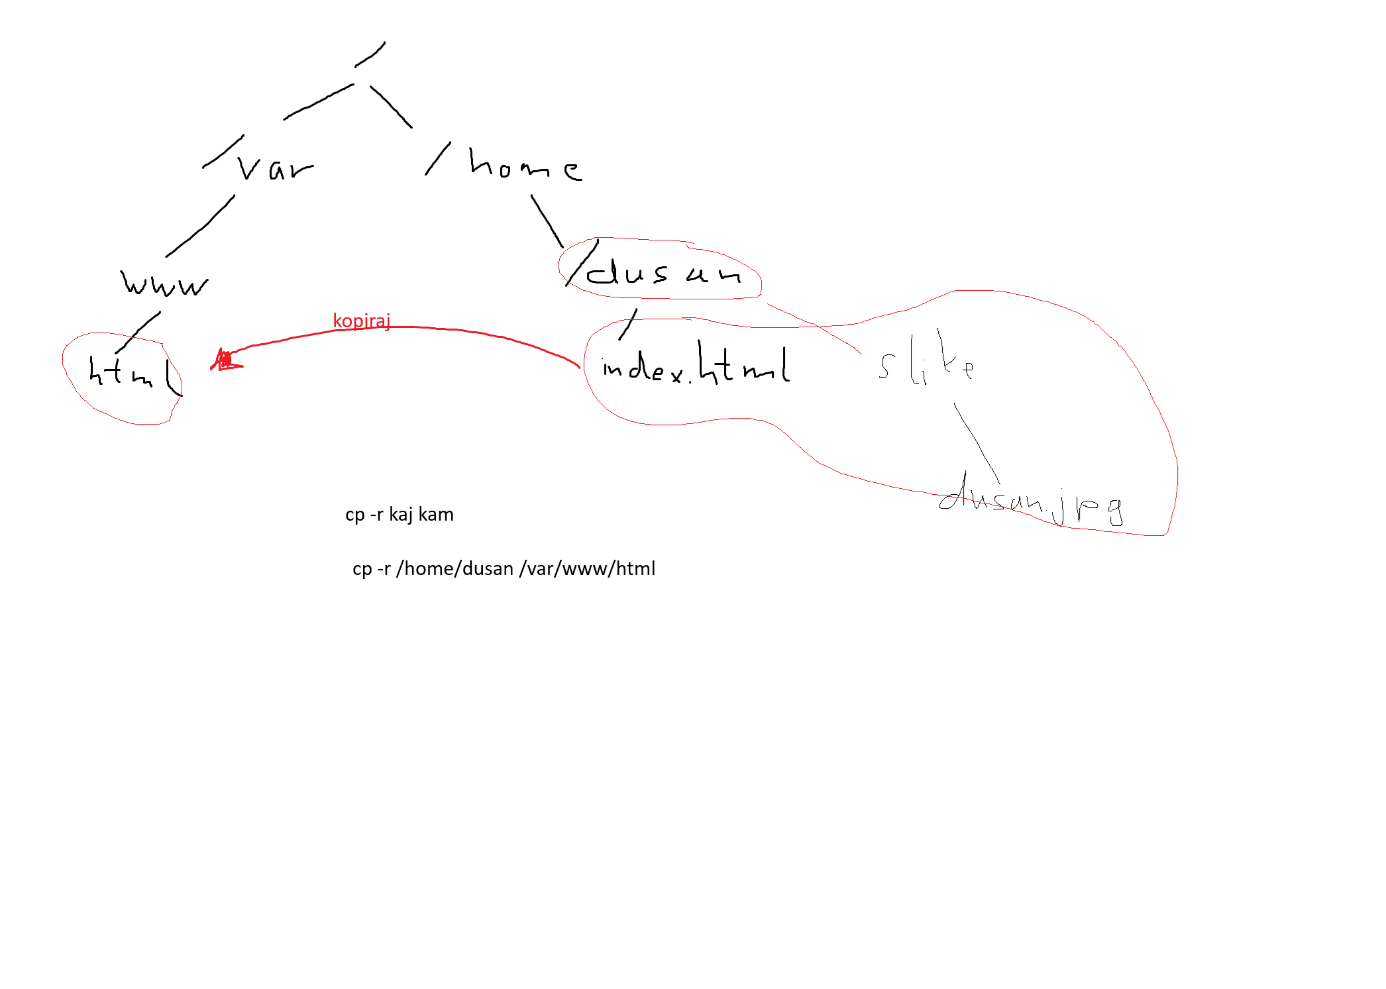 /
/var /home
www /dusan
kopiraj
html index.html slike
dusan.jpg
cp -r kaj kam
cp -r /home/dusan /var/www/html